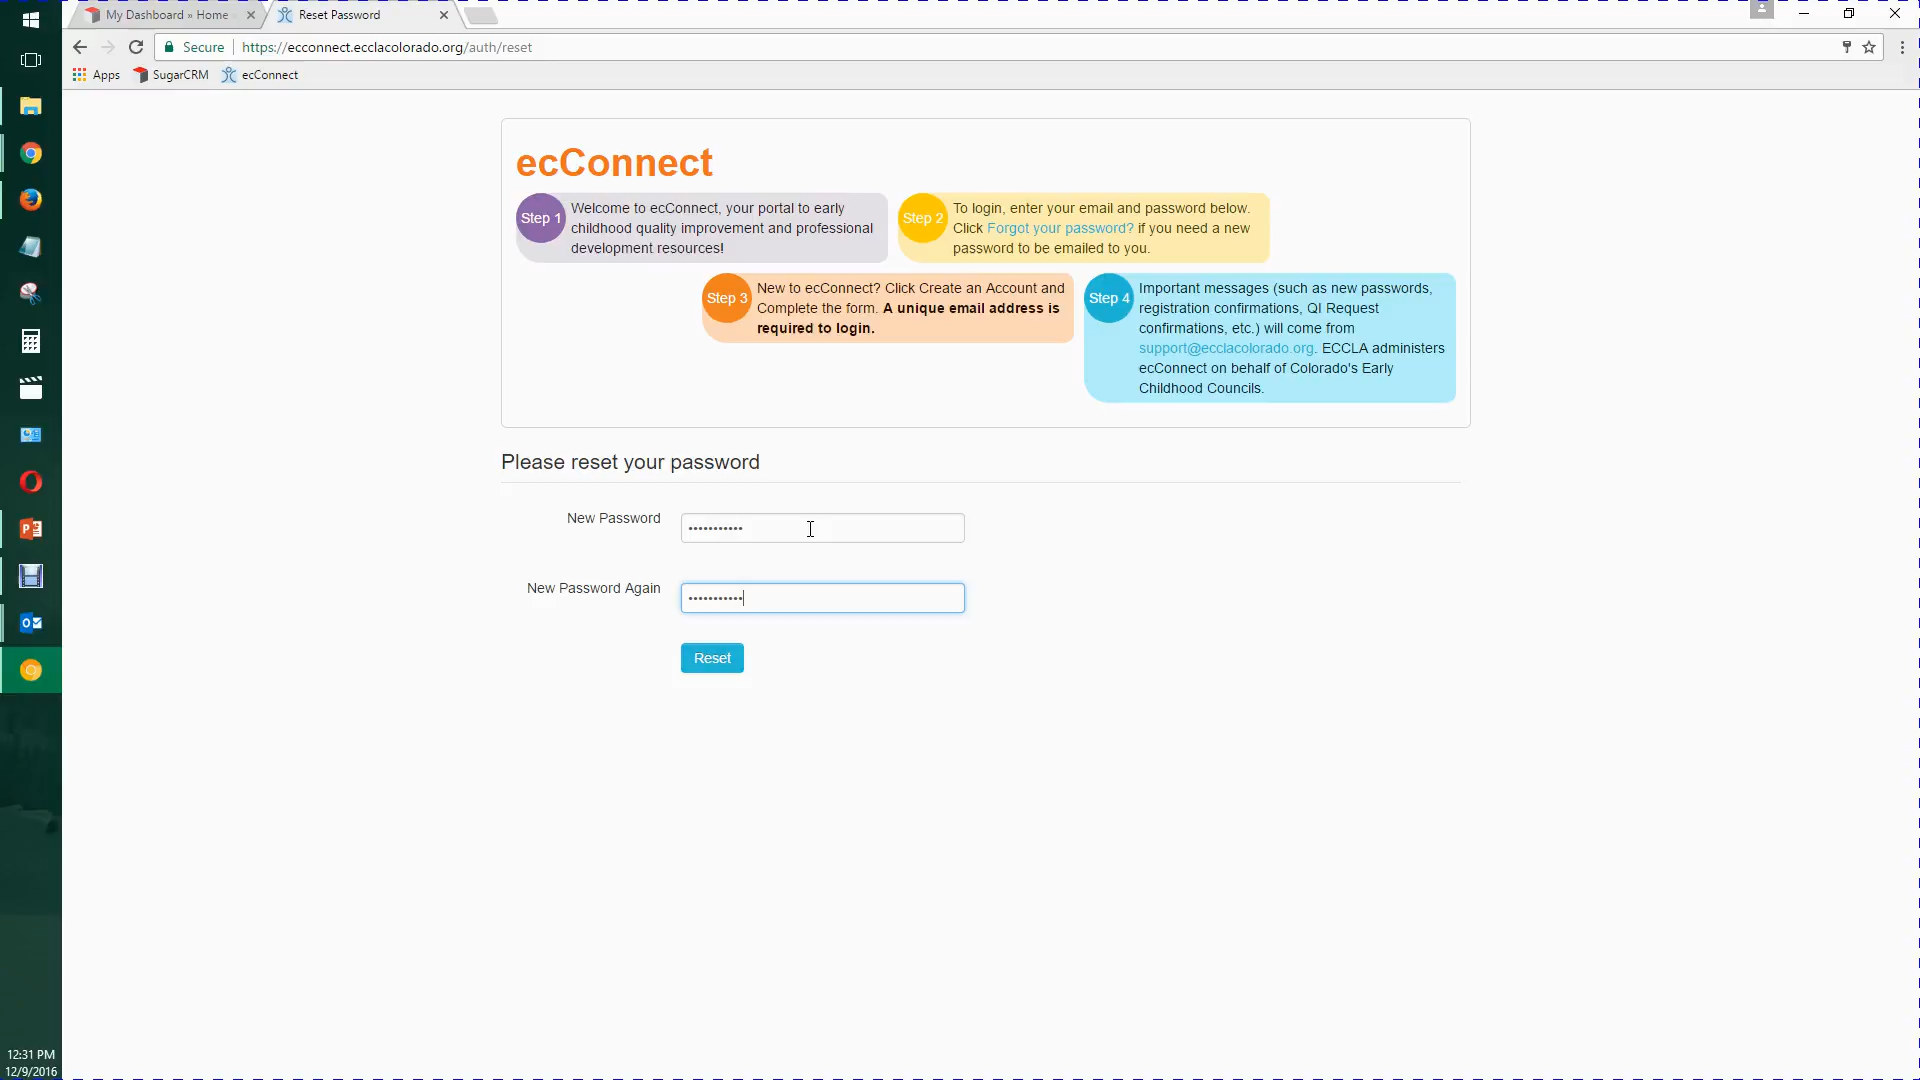 My Dashboard » Home
Reset Password
Secure
https://ecconnect.ecclacolorado.org/auth/reset
Apps
SugarCRM
ecConnect
ecConnect
Step 1
Welcome to ecConnect, your portal to early
childhood quality improvement and professional
development resources!
Step 2
To login, enter your email and password below.
Click Forgot your password? if you need a new
password to be emailed to you.
Step 3
New to ecConnect? Click Create an Account and
Complete the form. A unique email address is
required to login.
Step 4
Important messages (such as new passwords,
registration confirmations, QI Request
confirmations, etc.) will come from
support@ecclacolorado.org. ECCLA administers
ecConnect on behalf of Colorado's Early
Childhood Councils.
Please reset your password
New Password
•••••••••••
New Password Again
•••••••••••
Reset
12:31 PM
12/9/2016